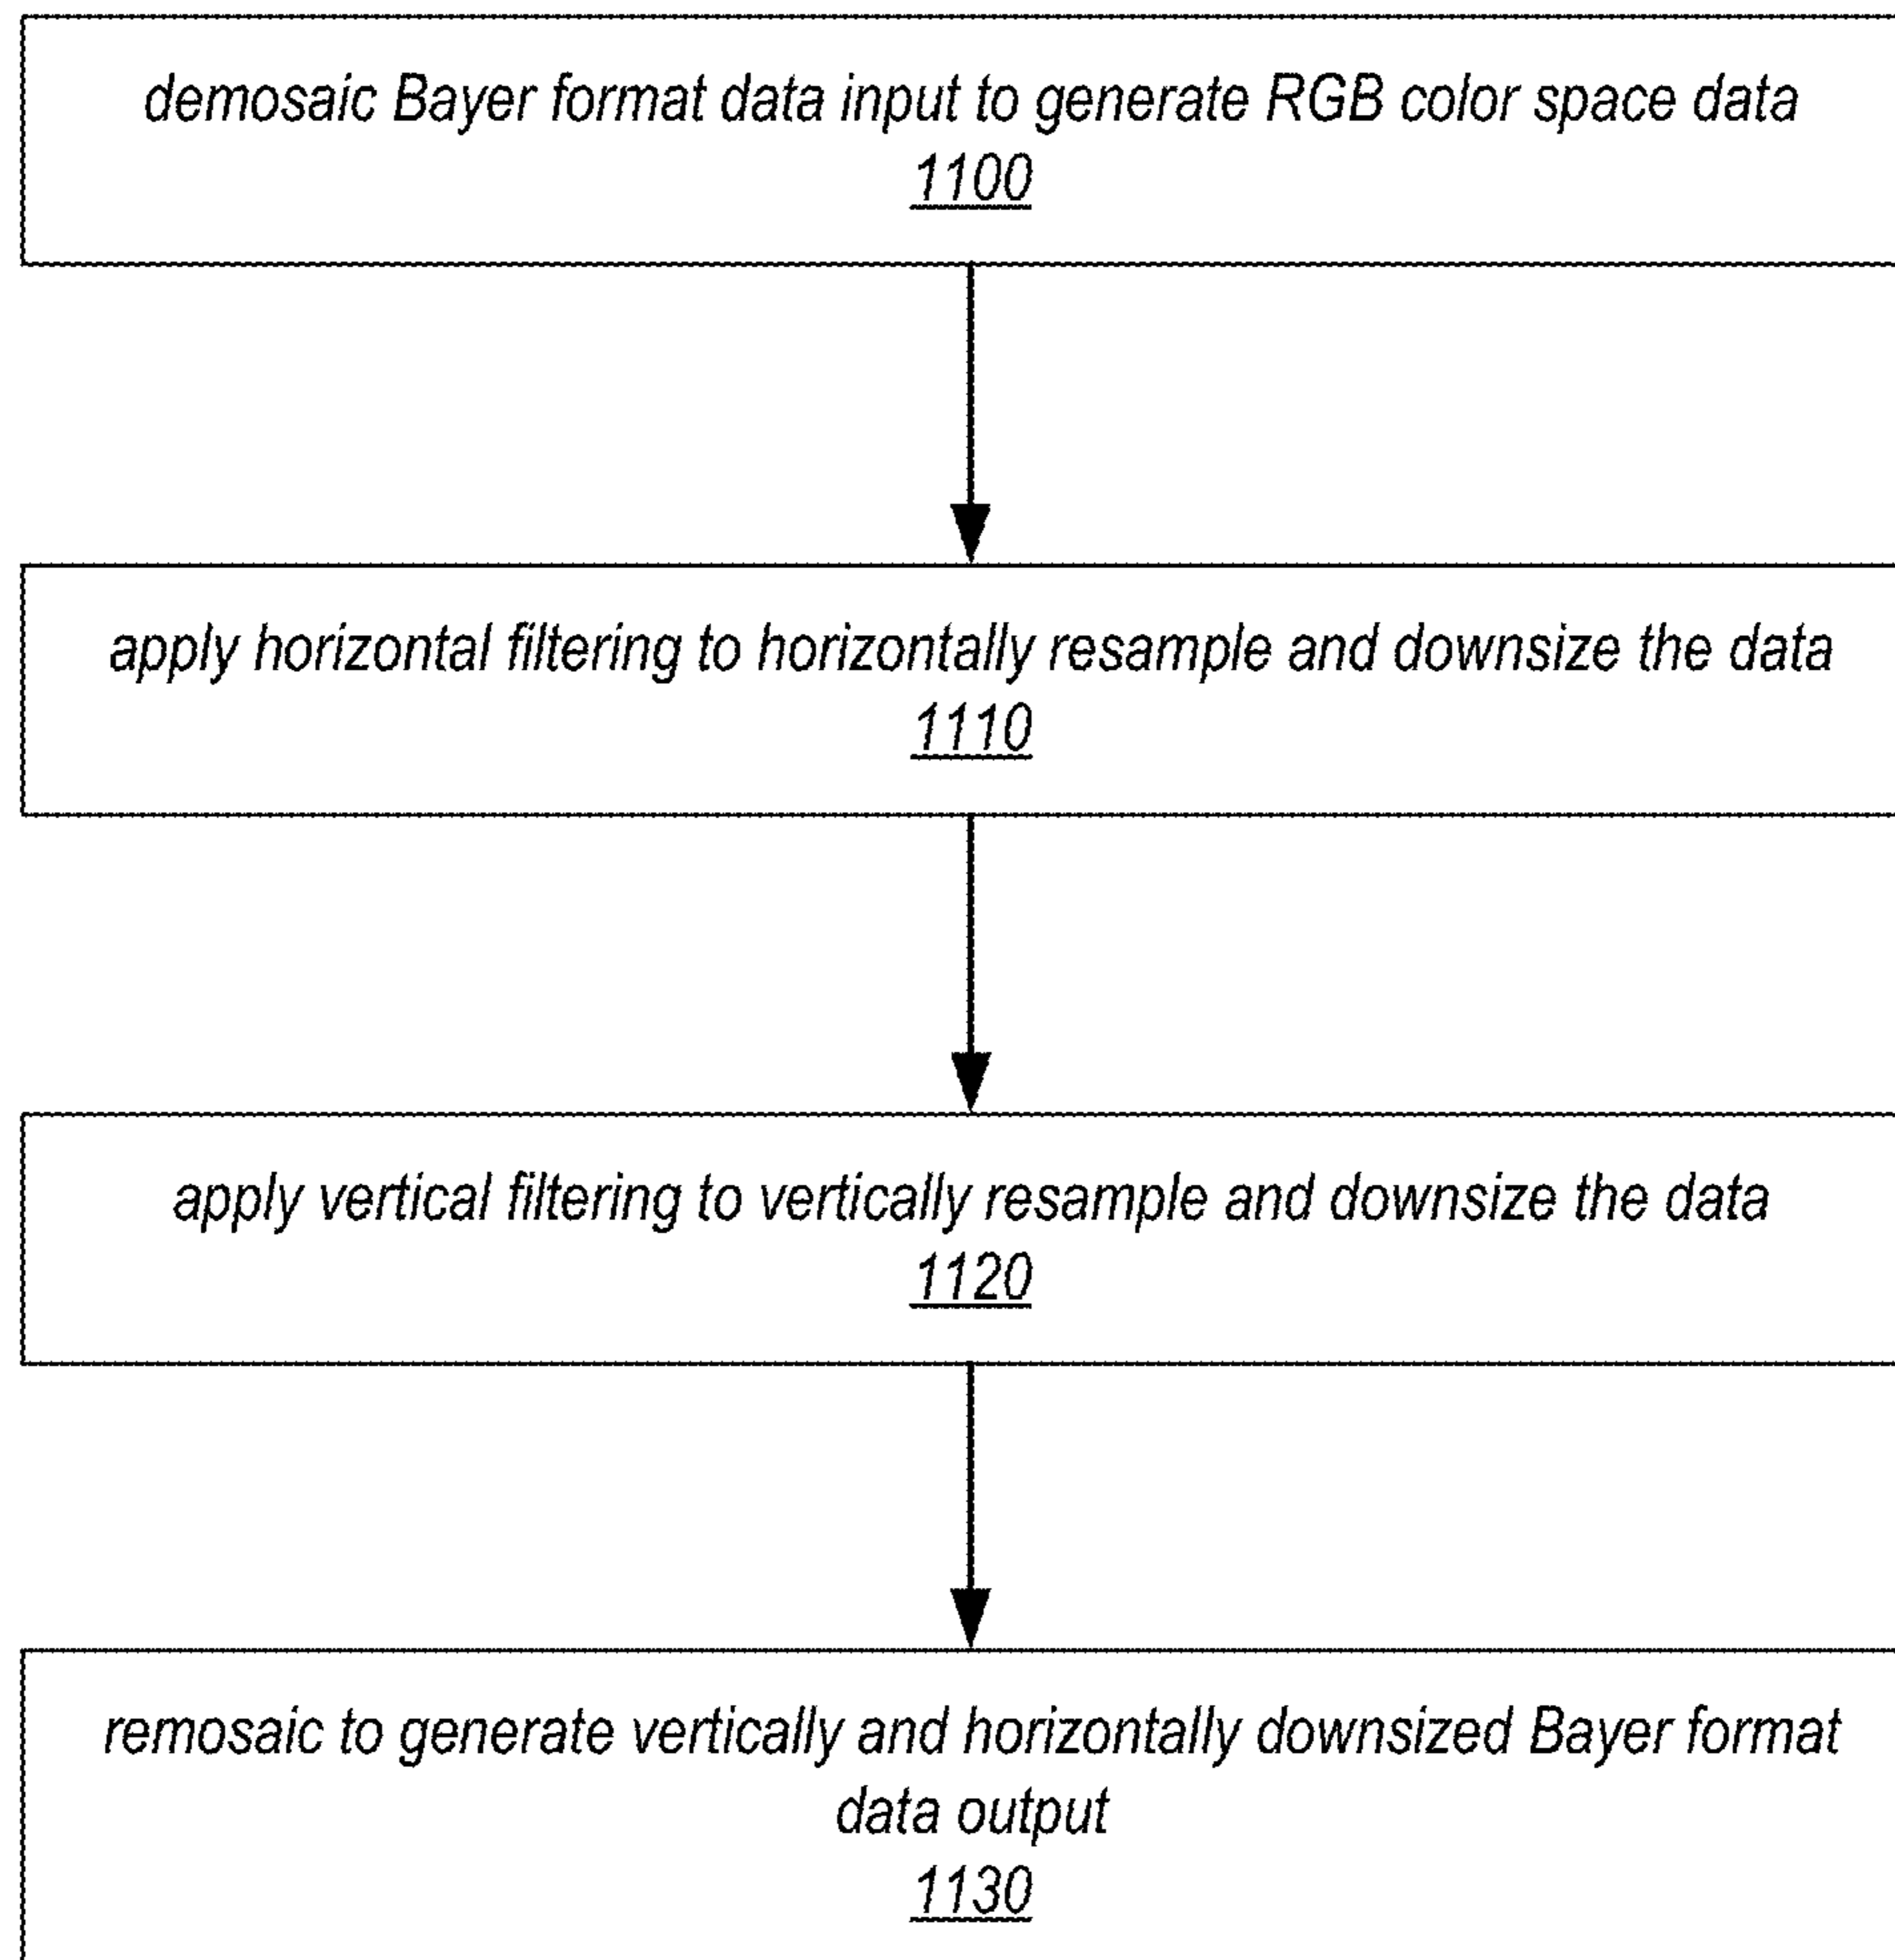 demosaic Bayer format data input to generate RGB color space data
1100
apply horizontal filtering to horizontally resample and downsize the data
1110
apply vertical filtering to vertically resample and downsize the data
1120
remosaic to generate vertically and horizontally downsized Bayer format
data output
1130